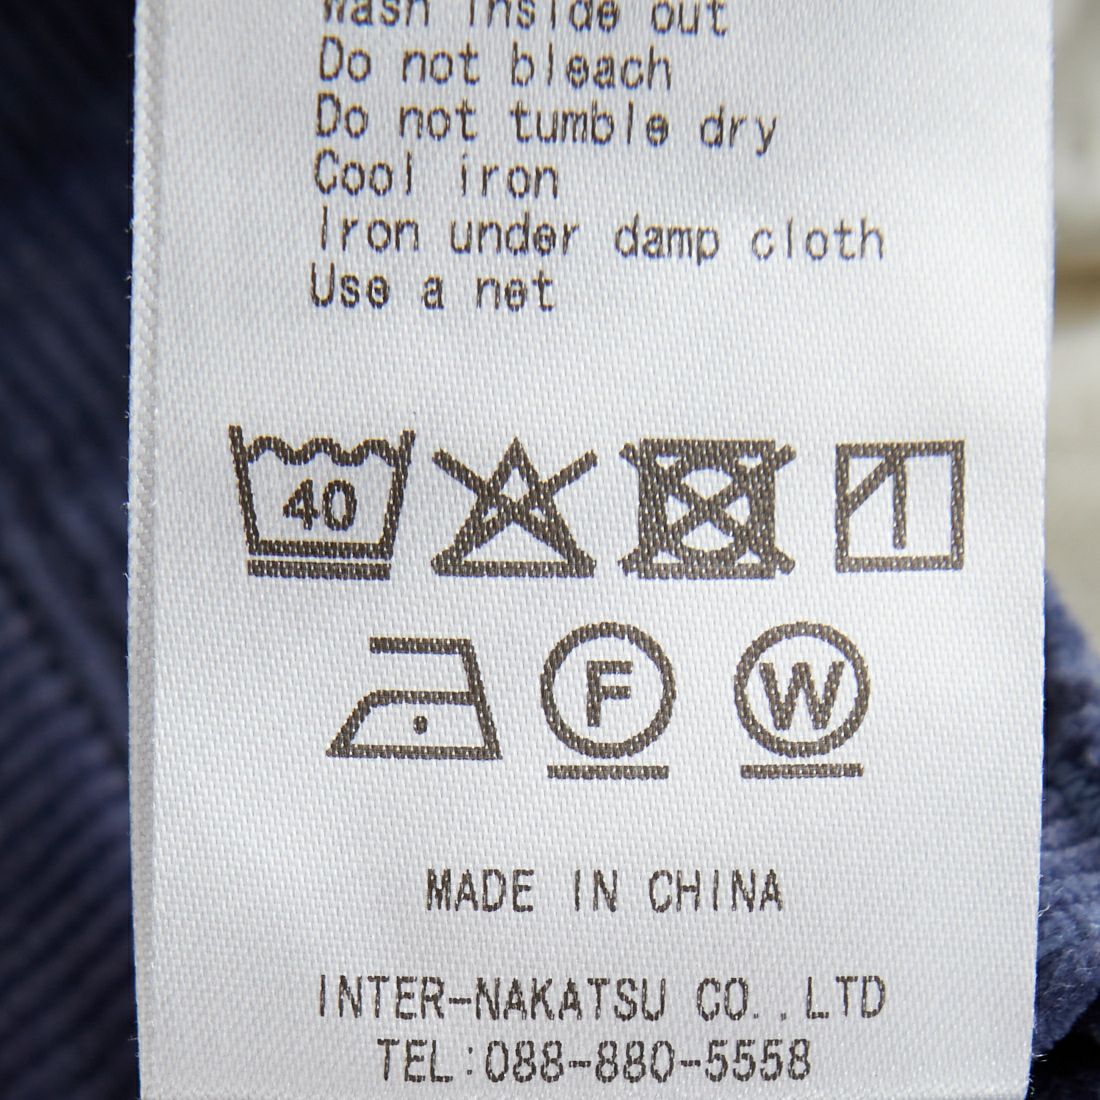 Wash inside out
Do not bleach
Do not tumble dry
Cool iron
Iron under damp cloth
Use a net
40
F W
MADE IN CHINA
INTER-NAKATSU CO.,LTD
TEL:088-880-5558